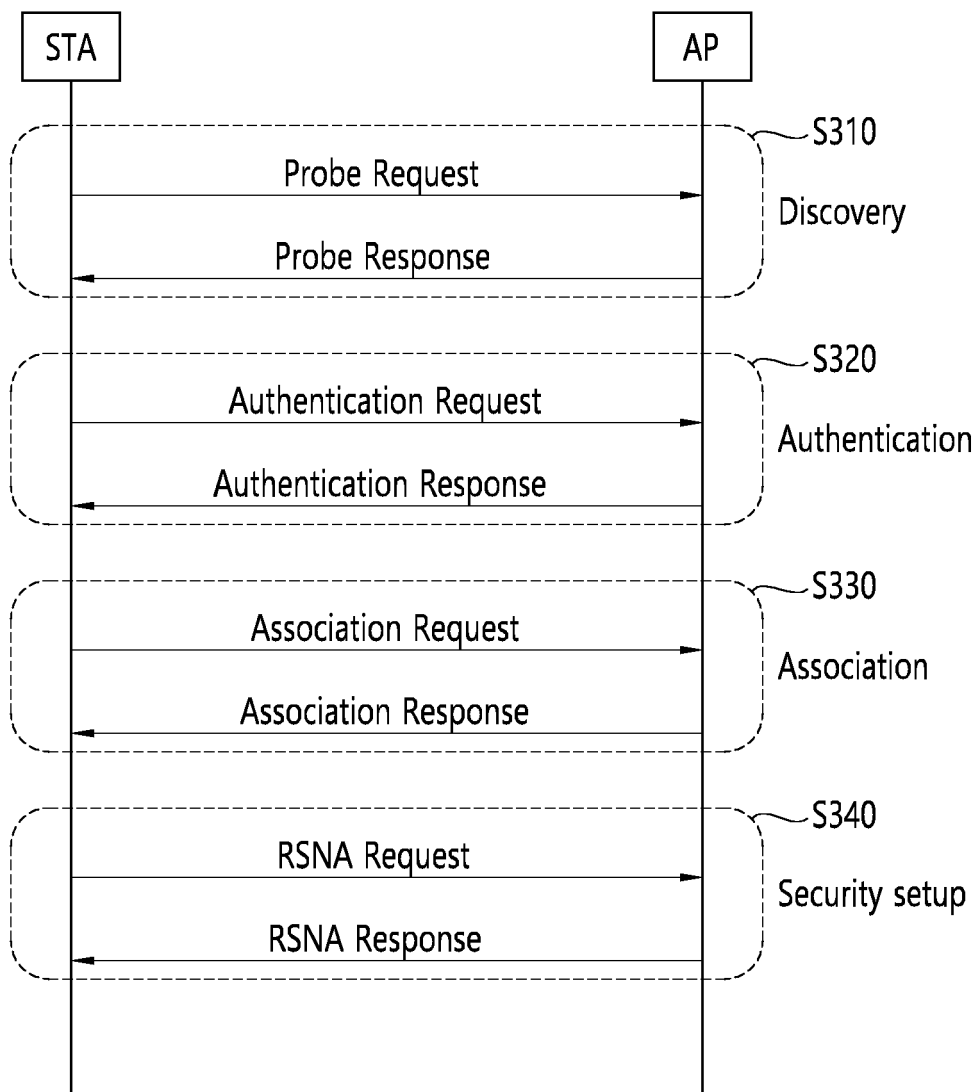 STA
AP
S310
Probe Request
Discovery
Probe Response
S320
Authentication Request
Authentication
Authentication Response
S330
Association Request
Association
Association Response
S340
RSNA Request
Security setup
RSNA Response